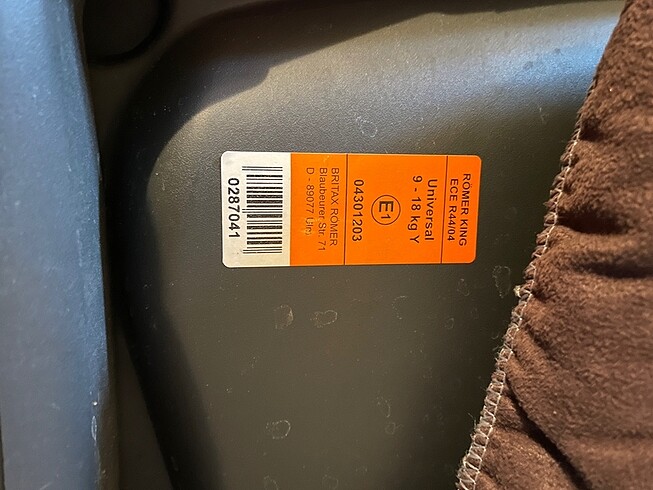 RÖMER KING
ECE R44/04
Universal
9 - 18 kg Y
E1
04301203
BRITAX RÖMER
Blaubeurer Str. 71
D - 89077 Ulm
0287041